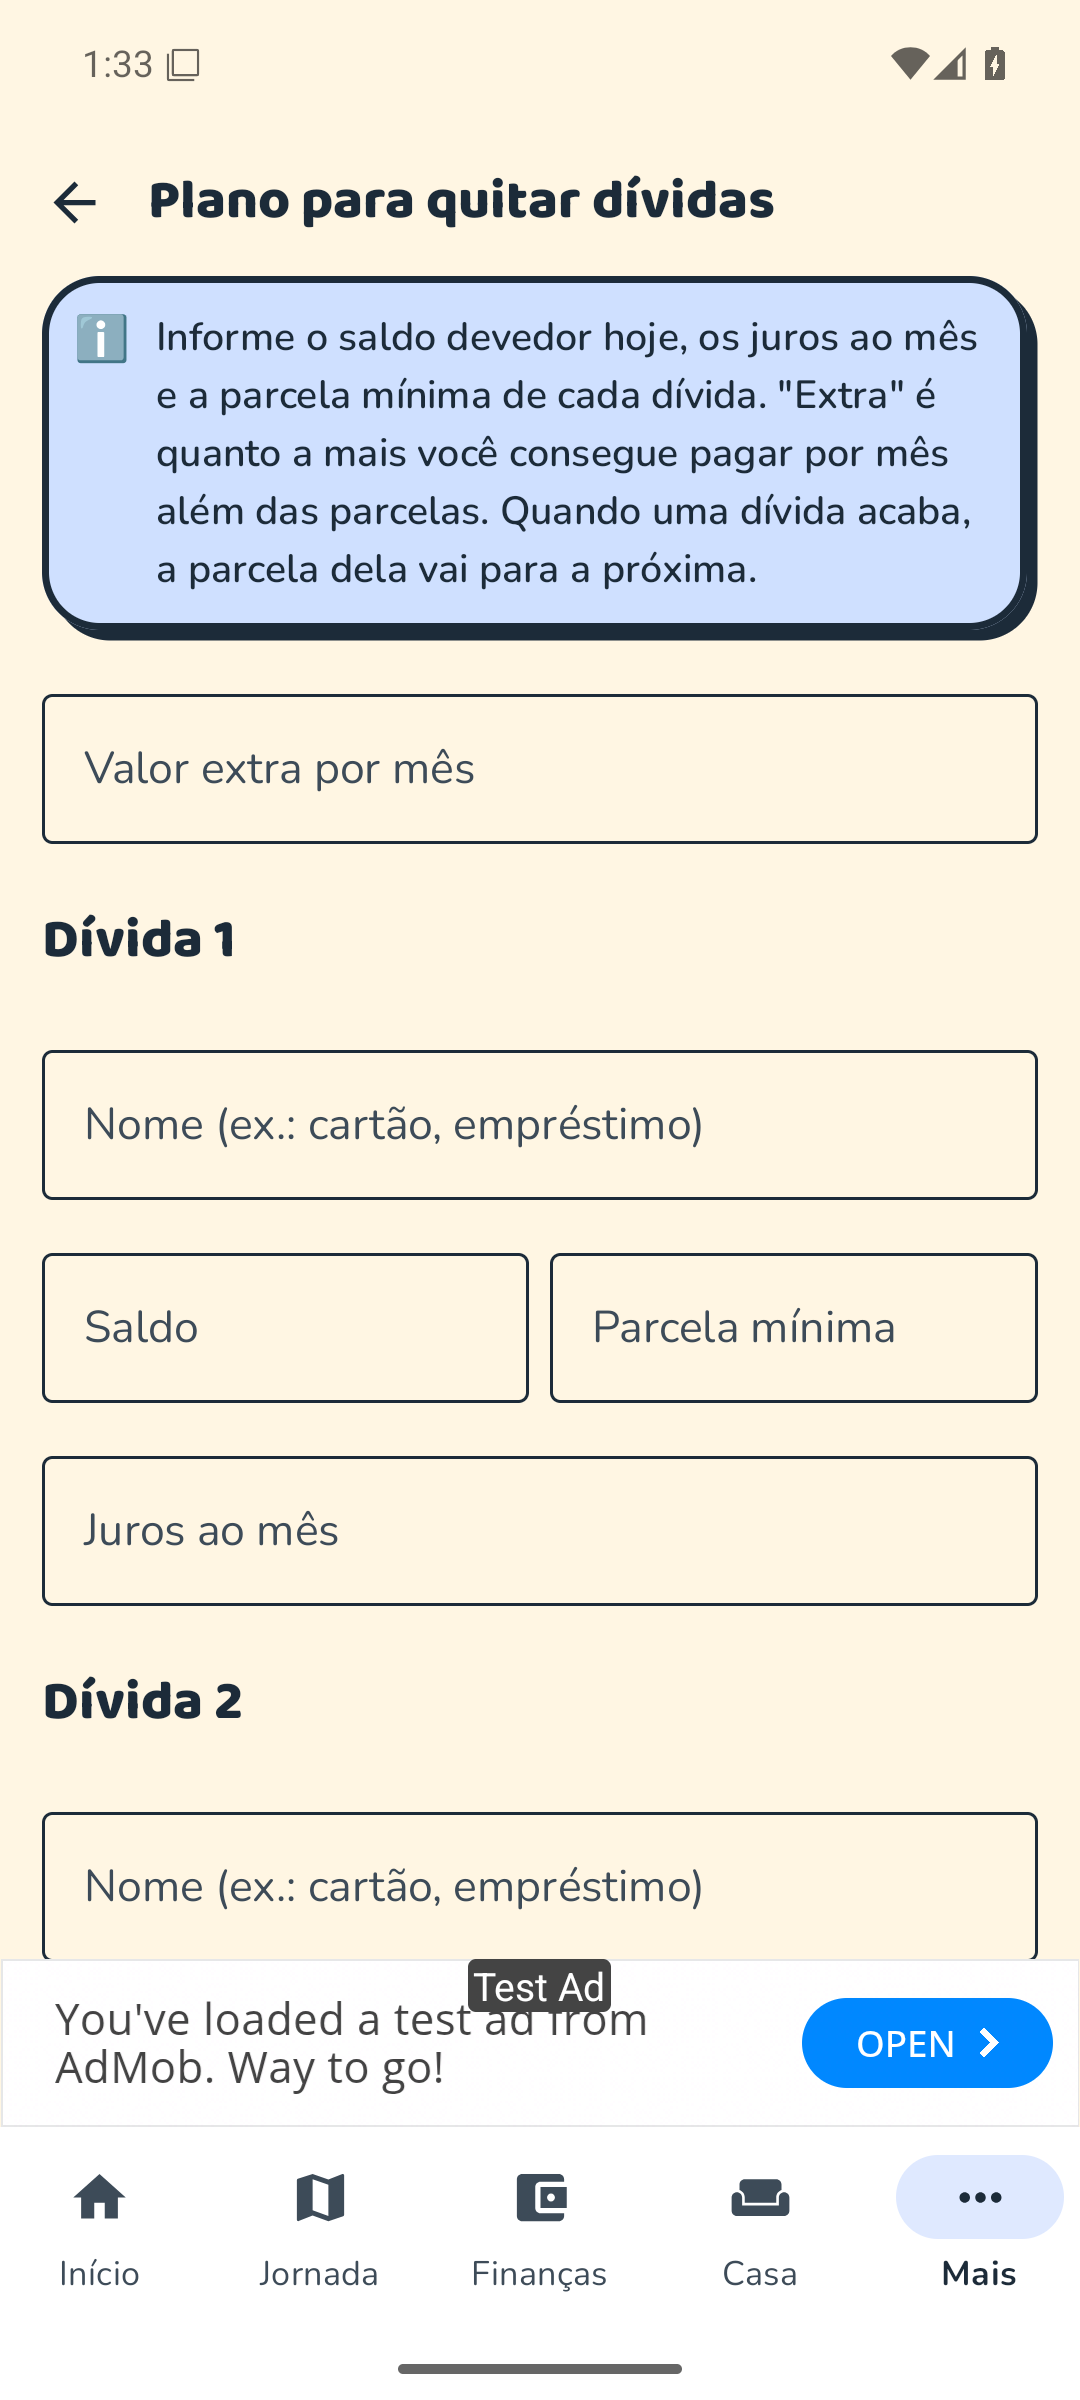 1:33
Plano para quitar dívidas
Informe o saldo devedor hoje, os juros ao mês
e a parcela mínima de cada dívida. "Extra" é
quanto a mais você consegue pagar por mês
além das parcelas. Quando uma dívida acaba,
a parcela dela vai para a próxima.
Valor extra por mês
Dívida 1
Nome (ex.: cartão, empréstimo)
Saldo
Parcela mínima
Juros ao mês
Dívida 2
Nome (ex.: cartão, empréstimo)
Test Ad
You've loaded a test ad from
AdMob. Way to go!
OPEN
Início
Jornada
Finanças
Casa
Mais